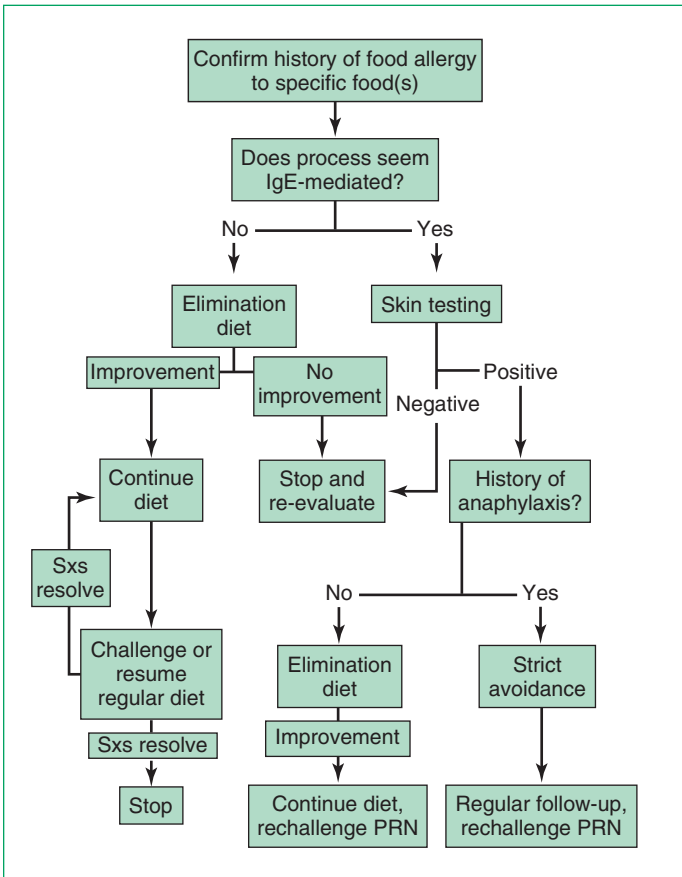 Confirm history of food allergy
to specific food(s)
Does process seem
IgE-mediated?
No
Yes
Elimination
diet
Skin testing
Improvement
No
improvement
Negative
Positive
Continue
diet
Stop and
re-evaluate
History of
anaphylaxis?
Sxs
resolve
No
Yes
Challenge or
resume
regular diet
Elimination
diet
Strict
avoidance
Sxs resolve
Improvement
Stop
Continue diet,
rechallenge PRN
Regular follow-up,
rechallenge PRN